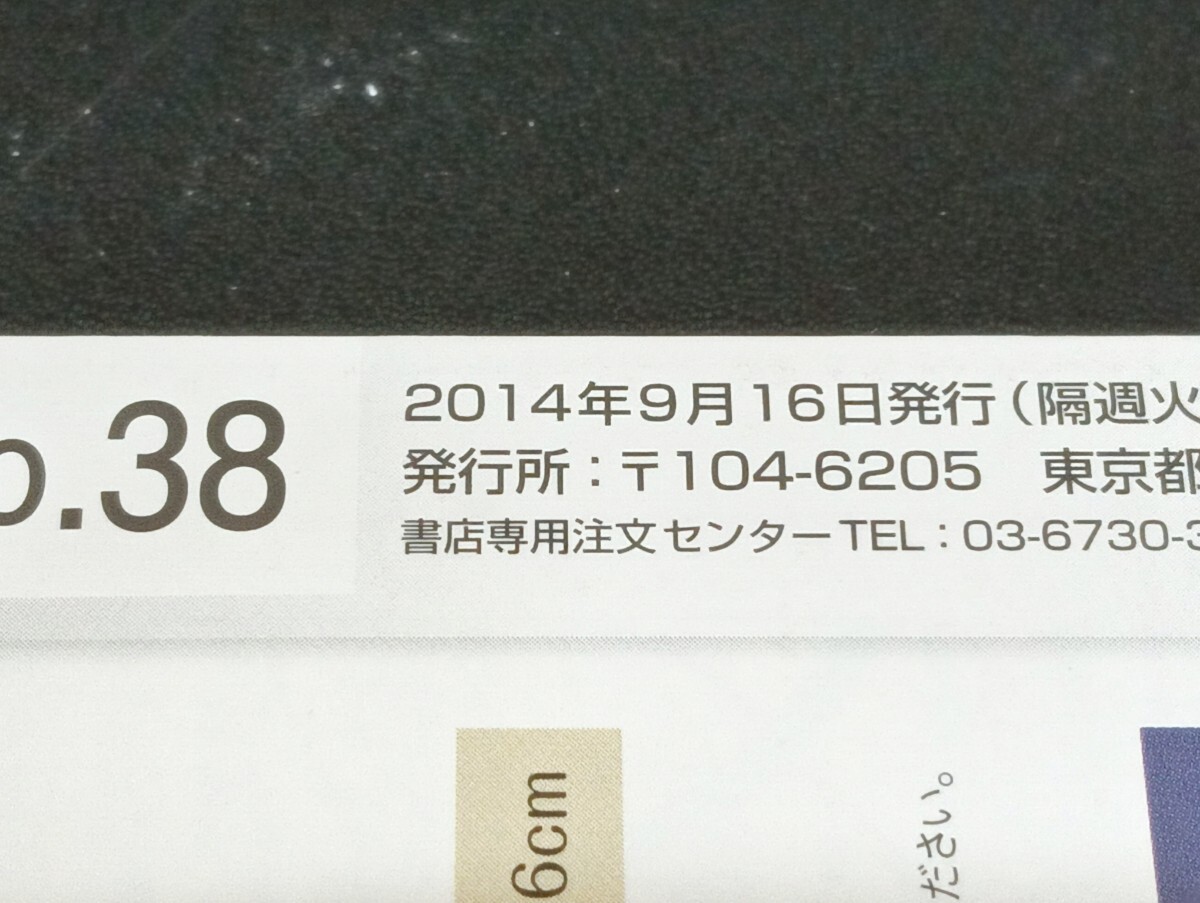 o.38
2014年9月16日発行（隔週火
発行所：〒104-6205　東京都
書店専用注文センターTEL：03-6730-3
6cm
ださい。